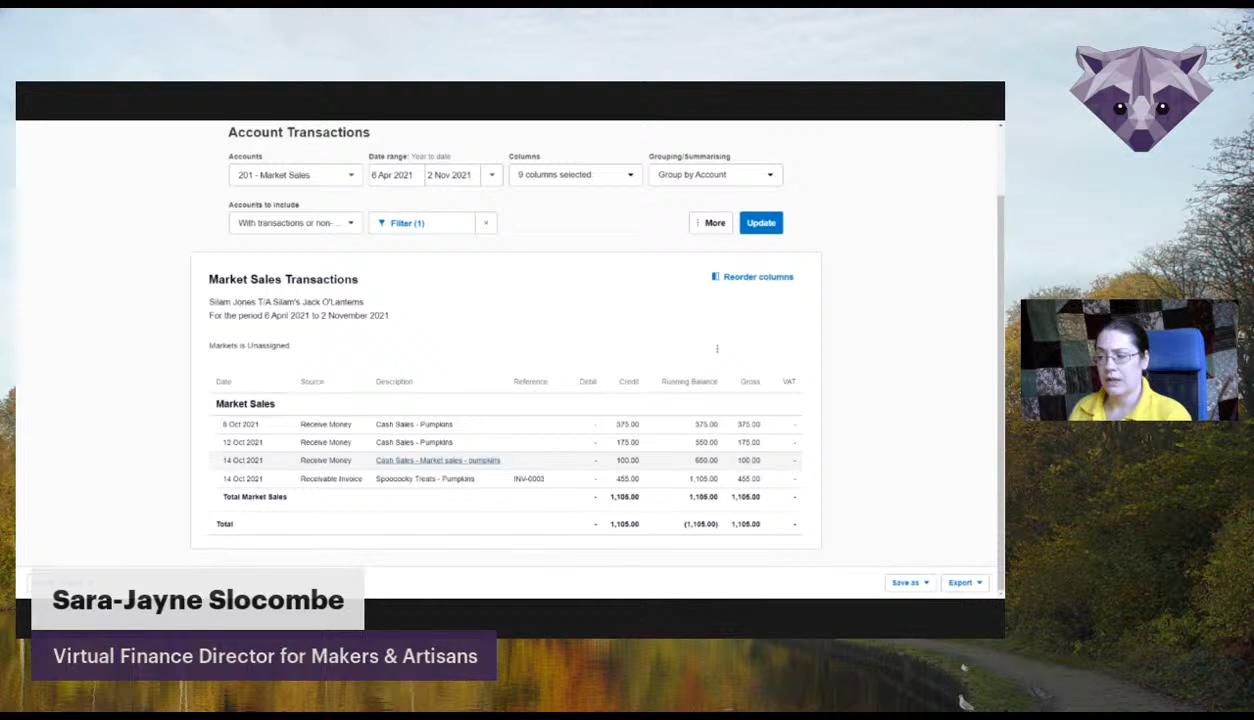 Account Transactions
Accounts Date range: Year to date Columns Grouping/Summarising
201 - Market Sales 6 Apr 2021 2 Nov 2021 9 columns selected Group by Account
Accounts to include
With transactions or non-... Filter (1) × More Update
Market Sales Transactions Reorder columns
Silam Jones T/A Silam's Jack O'Lanterns
For the period 6 April 2021 to 2 November 2021
Markets is Unassigned
Date Source Description Reference Debit Credit Running Balance Gross VAT
Market Sales
8 Oct 2021 Receive Money Cash Sales - Pumpkins - 375.00 375.00 375.00 -
12 Oct 2021 Receive Money Cash Sales - Pumpkins - 175.00 550.00 175.00 -
14 Oct 2021 Receive Money Cash Sales - Market sales - pumpkins - 100.00 650.00 100.00 -
14 Oct 2021 Receivable Invoice Spooooky Treats - Pumpkins INV-0003 - 455.00 1,105.00 455.00 -
Total Market Sales - 1,105.00 1,105.00 1,105.00 -
Total - 1,105.00 (1,105.00) 1,105.00 -
Save as Export
Sara-Jayne Slocombe
Virtual Finance Director for Makers & Artisans